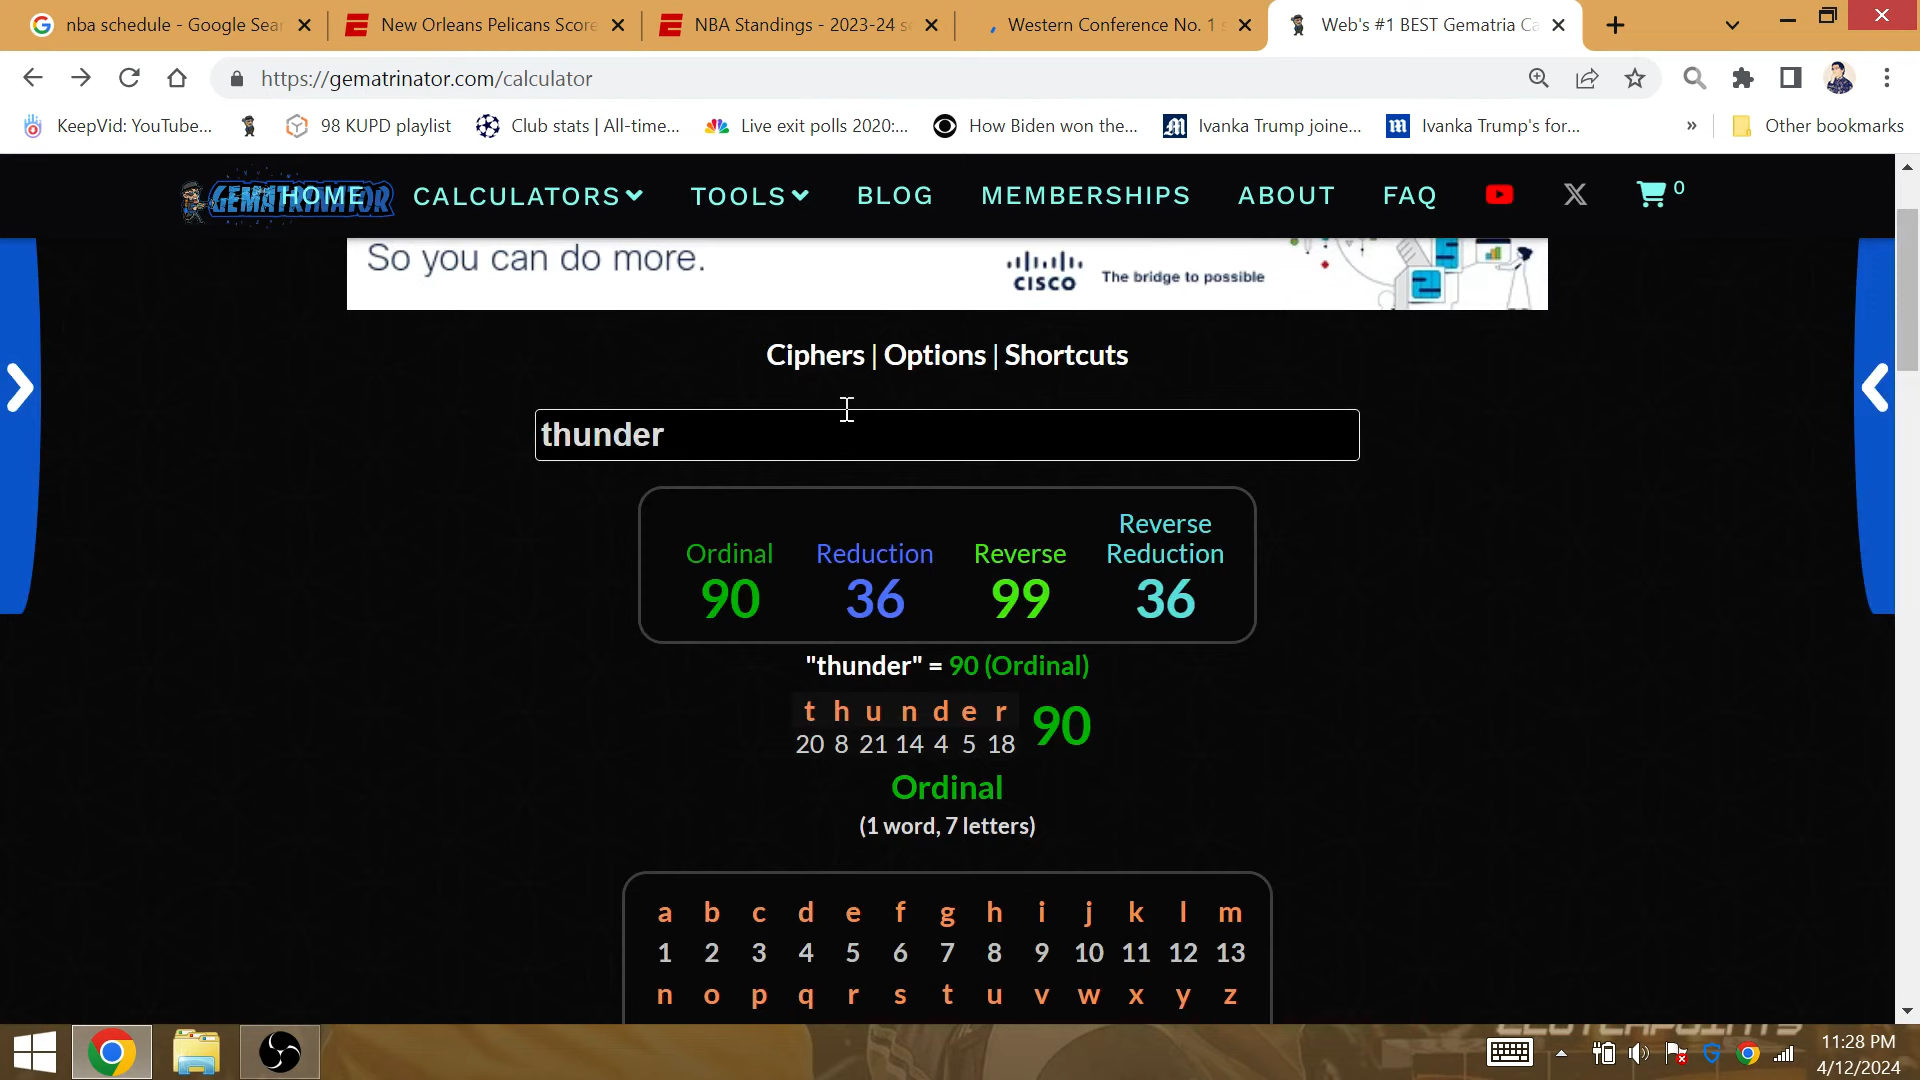 nba schedule - Google Sear
New Orleans Pelicans Score
NBA Standings - 2023-24 se
Western Conference No. 1 s
Web's #1 BEST Gematria Ca
https://gematrinator.com/calculator
KeepVid: YouTube...
98 KUPD playlist
Club stats | All-time...
Live exit polls 2020:...
How Biden won the...
Ivanka Trump joine...
Ivanka Trump's for...
»
Other bookmarks
GEMATRINATOR
HOME
CALCULATORS
TOOLS
BLOG
MEMBERSHIPS
ABOUT
FAQ
0
So you can do more.
CISCO
The bridge to possible
Ciphers | Options | Shortcuts
thunder
Ordinal
90
Reduction
36
Reverse
99
Reverse
Reduction
36
"thunder" = 90 (Ordinal)
t h u n d e r
20 8 21 14 4 5 18
90
Ordinal
(1 word, 7 letters)
a b c d e f g h i j k l m
1 2 3 4 5 6 7 8 9 10 11 12 13
n o p q r s t u v w x y z
CLUTCHPOINTS
11:28 PM
4/12/2024